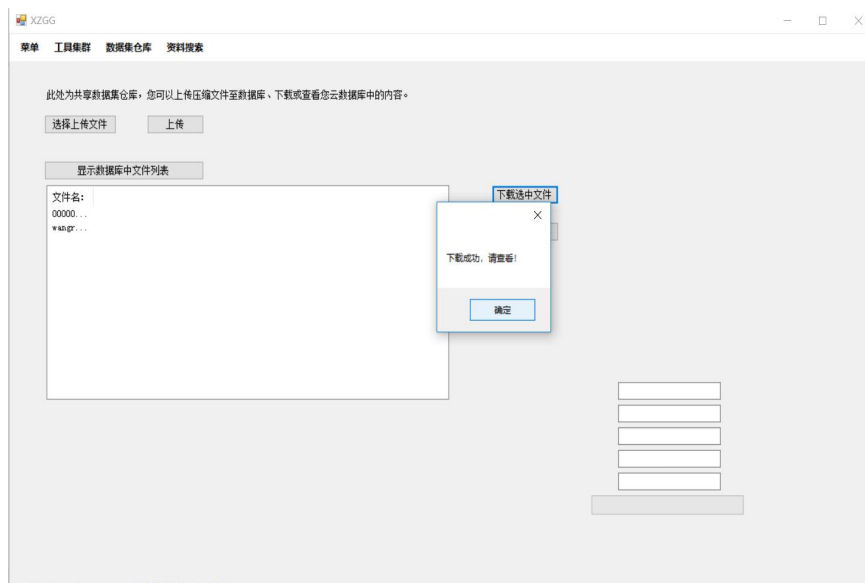 XZGG
菜单 工具集群 数据集仓库 资料搜索
此处为共享数据集仓库，您可以上传压缩文件至数据库、下载或查看您云数据库中的内容。
选择上传文件 上传
显示数据库中文件列表
文件名: 下载选中文件
00000...
wangr...
下载成功，请查看!
确定